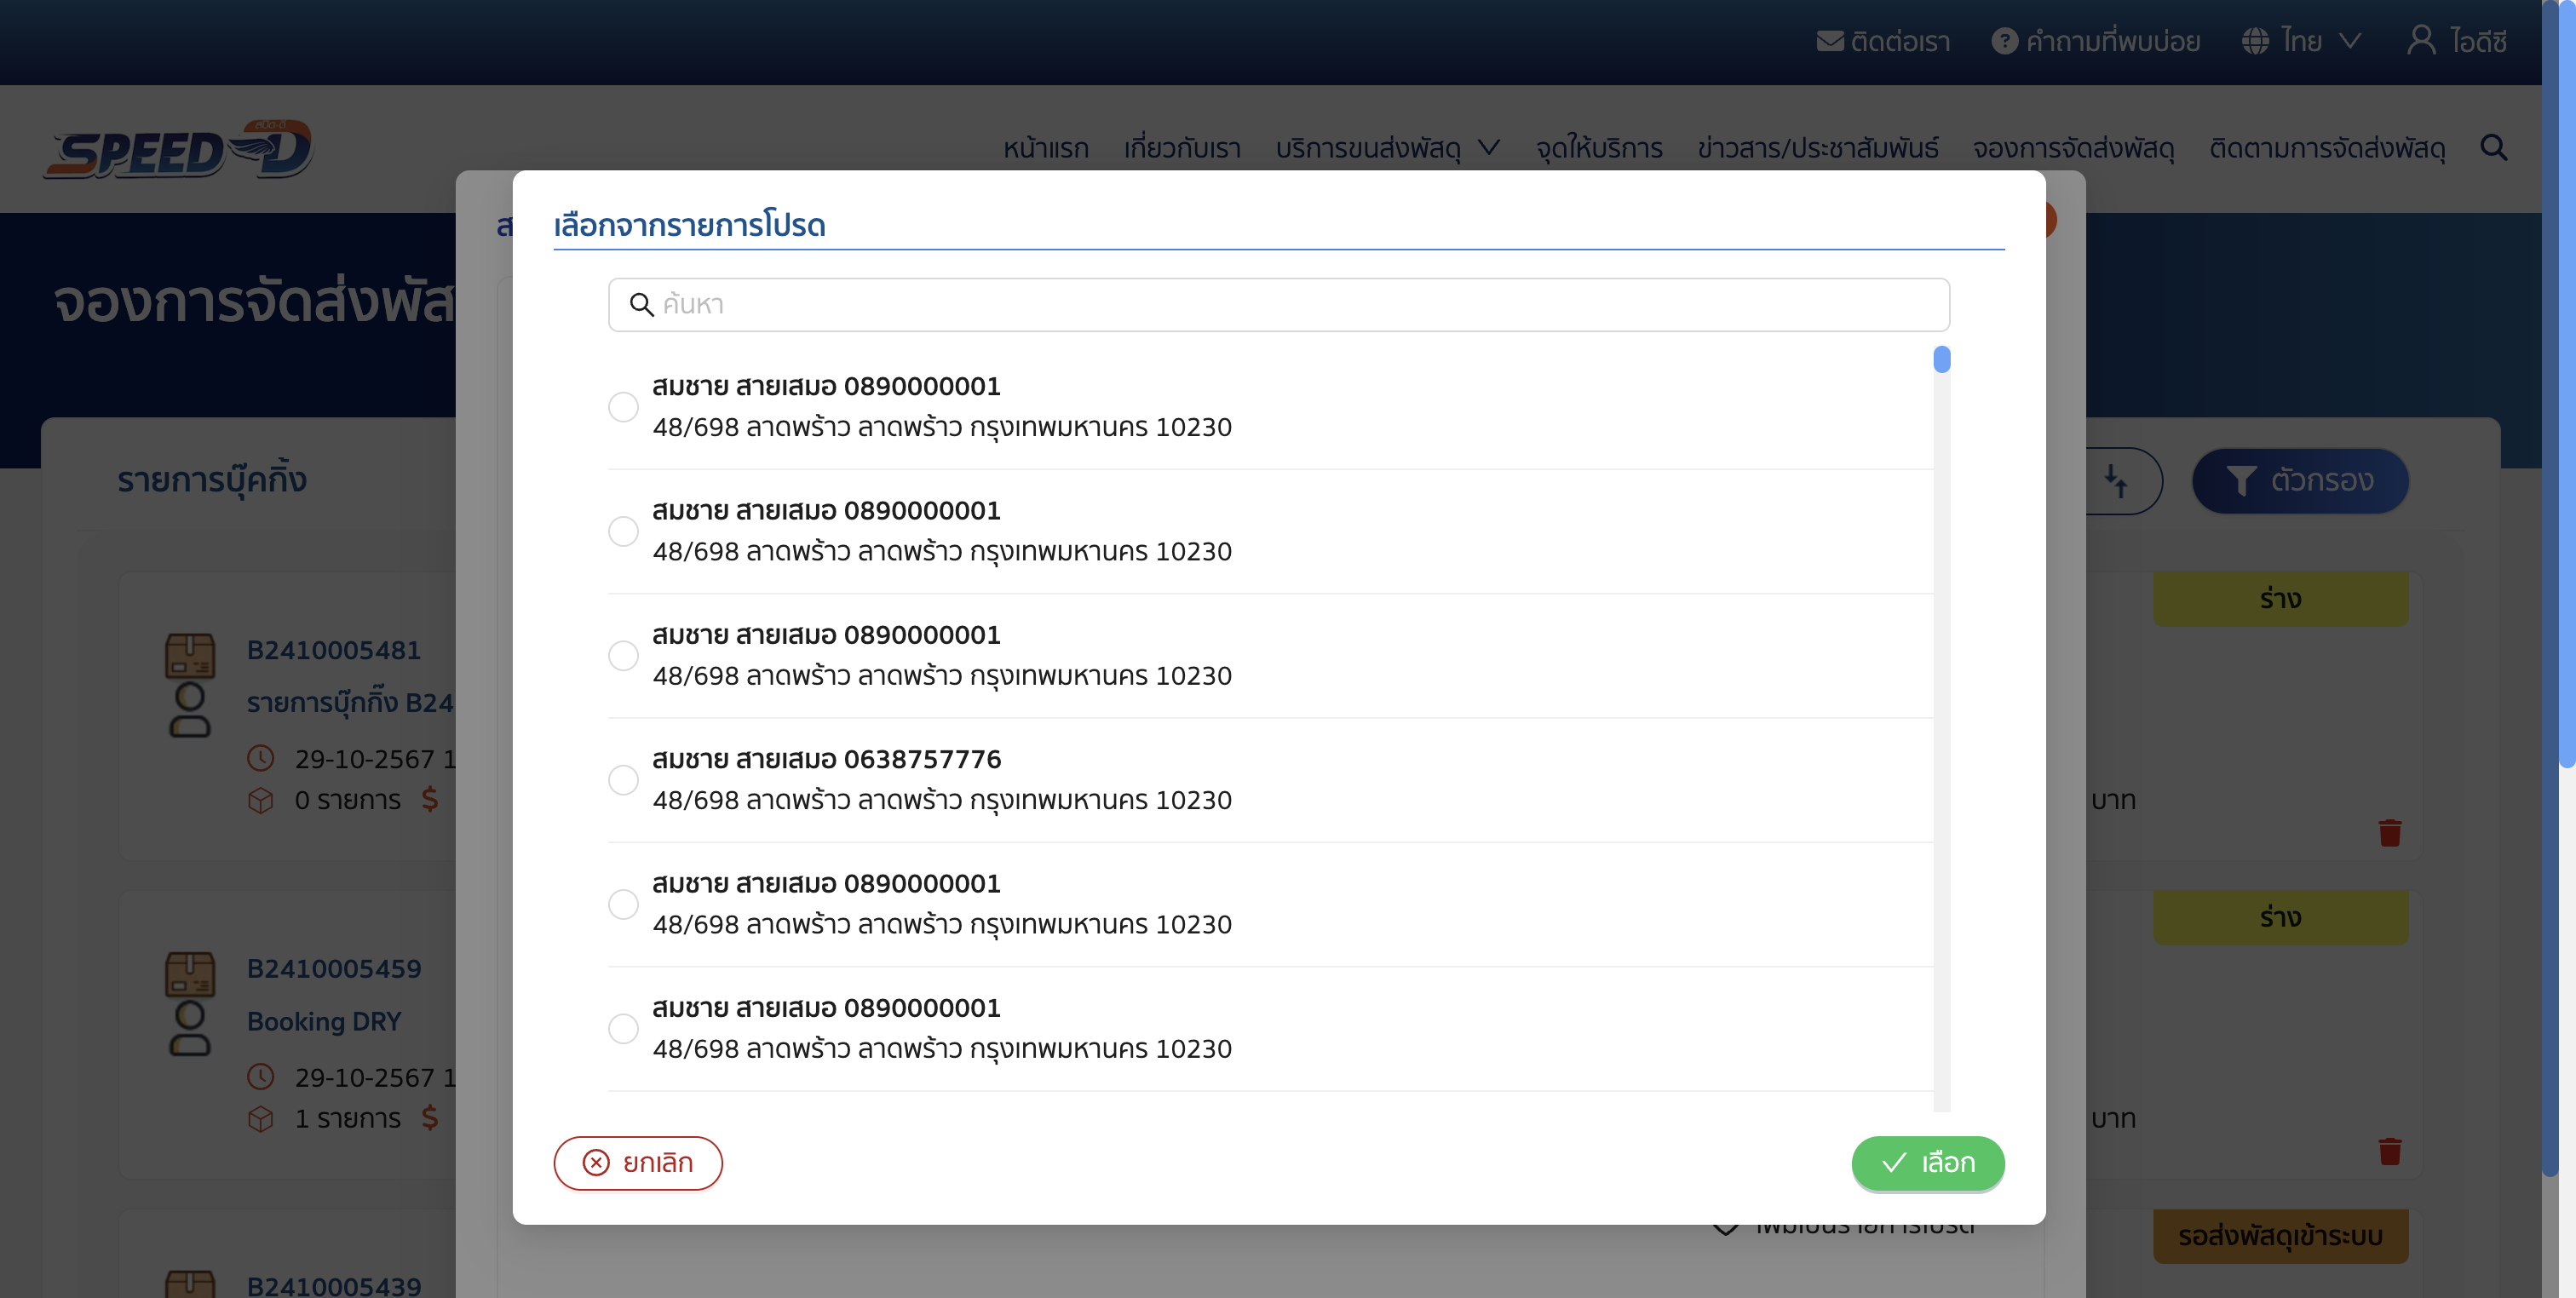 ติดต่อเรา คำถามที่พบบ่อย ไทย ไอดีซี
สปีด-ดี
SPEED-D
หน้าแรก เกี่ยวกับเรา บริการขนส่งพัสดุ จุดให้บริการ ข่าวสาร/ประชาสัมพันธ์ จองการจัดส่งพัสดุ ติดตามการจัดส่งพัสดุ
จองการจัดส่งพัส
รายการบุ๊คกิ้ง
ตัวกรอง
B2410005481
รายการบุ๊กกิ๊ง B24
29-10-2567 1
0 รายการ $
ร่าง
บาท
B2410005459
Booking DRY
29-10-2567 1
1 รายการ $
ร่าง
บาท
B2410005439
รอส่งพัสดุเข้าระบบ
ส
เลือกจากรายการโปรด
ค้นหา
สมชาย สายเสมอ 0890000001
48/698 ลาดพร้าว ลาดพร้าว กรุงเทพมหานคร 10230
สมชาย สายเสมอ 0890000001
48/698 ลาดพร้าว ลาดพร้าว กรุงเทพมหานคร 10230
สมชาย สายเสมอ 0890000001
48/698 ลาดพร้าว ลาดพร้าว กรุงเทพมหานคร 10230
สมชาย สายเสมอ 0638757776
48/698 ลาดพร้าว ลาดพร้าว กรุงเทพมหานคร 10230
สมชาย สายเสมอ 0890000001
48/698 ลาดพร้าว ลาดพร้าว กรุงเทพมหานคร 10230
สมชาย สายเสมอ 0890000001
48/698 ลาดพร้าว ลาดพร้าว กรุงเทพมหานคร 10230
ยกเลิก
เลือก